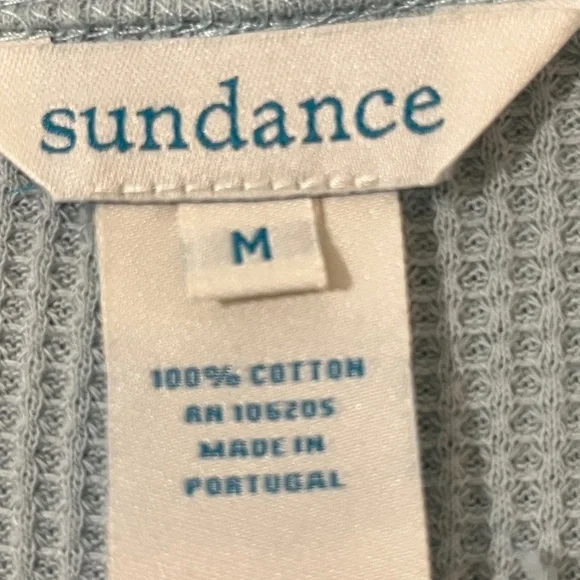 sundance
M
100% COTTON
RN 106205
MADE IN
PORTUGAL